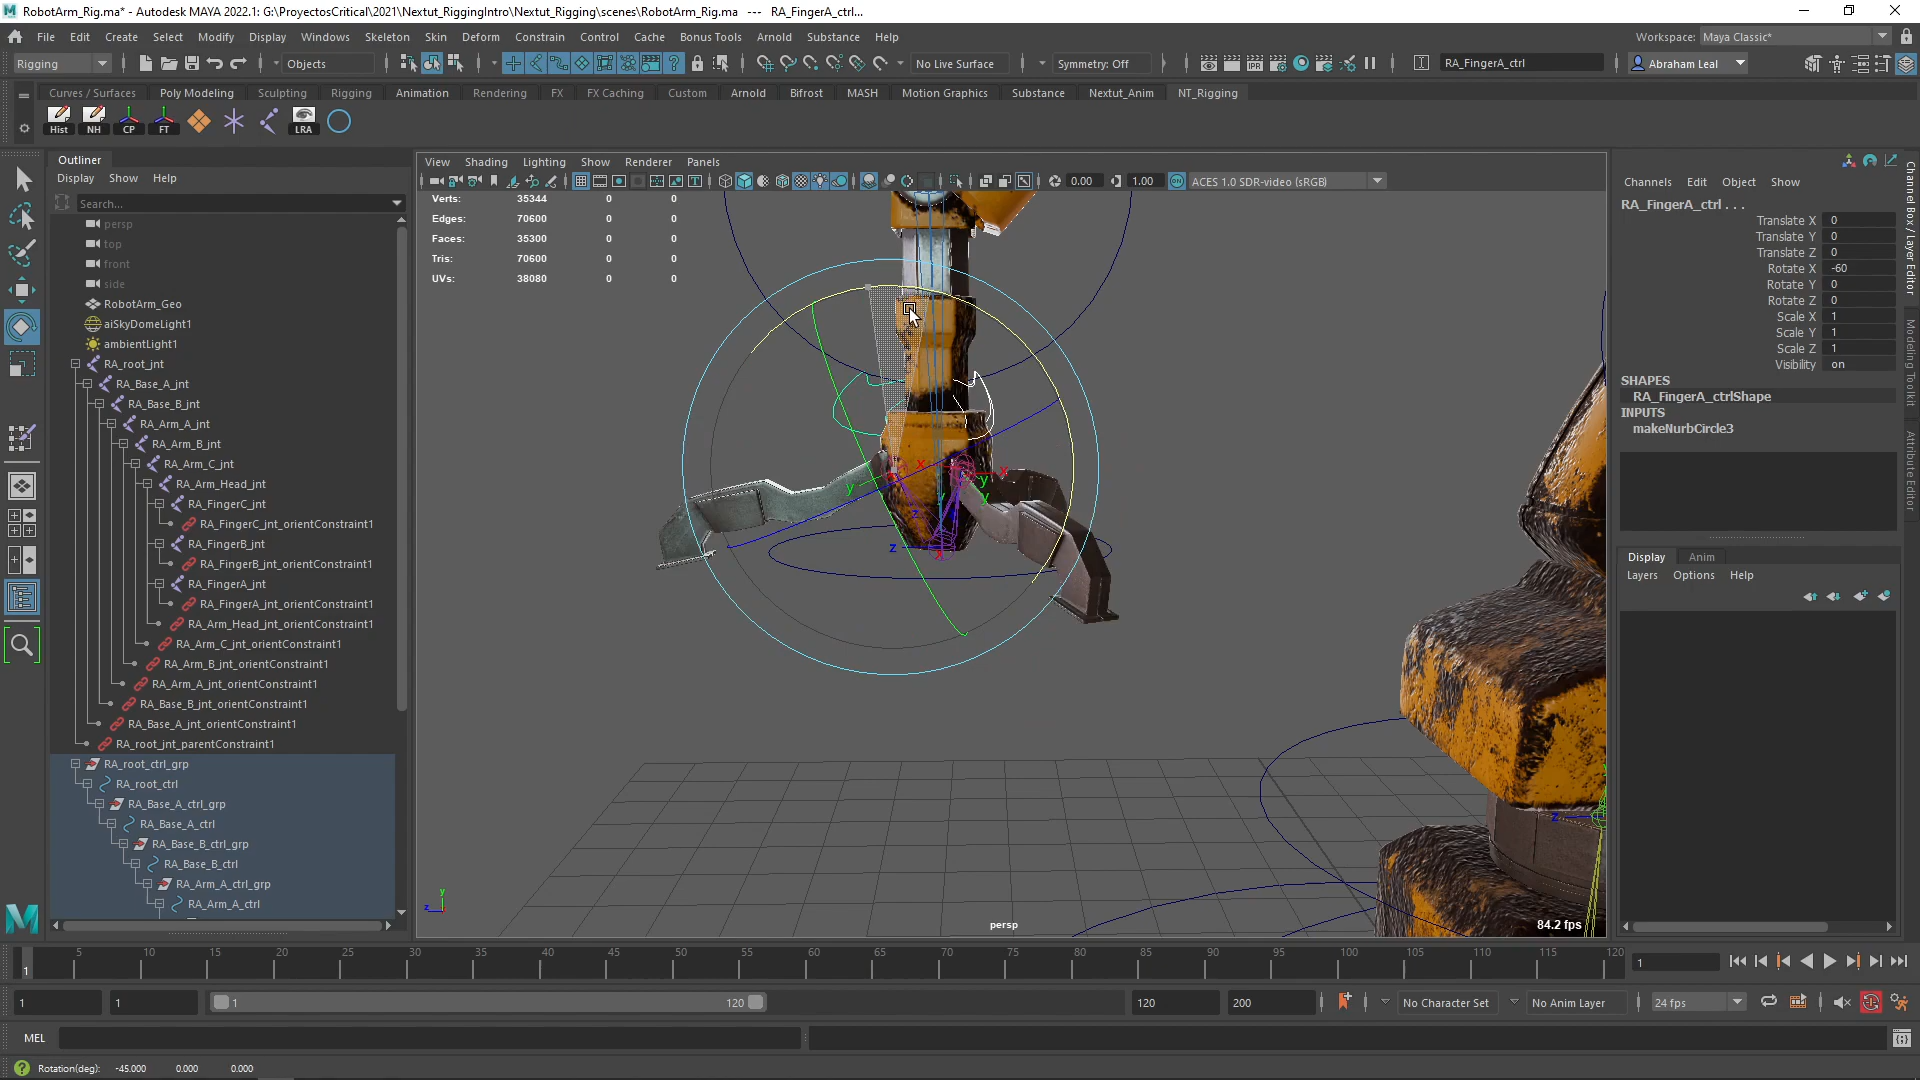 RobotArm_Rig.ma* - Autodesk MAYA 2022.1: G:\ProyectosCritical\2021\Nextut_RiggingIntro\Nextut_Rigging\scenes\RobotArm_Rig.ma --- RA_FingerA_ctrl...
File Edit Create Select Modify Display Windows Skeleton Skin Deform Constrain Control Cache Bonus Tools Arnold Substance Help Workspace: Maya Classic*
Rigging Objects No Live Surface Symmetry: Off RA_FingerA_ctrl Abraham Leal
Curves / Surfaces Poly Modeling Sculpting Rigging Animation Rendering FX FX Caching Custom Arnold Bifrost MASH Motion Graphics Substance Nextut_Anim NT_Rigging
Hist NH CP FT LRA
Outliner
Display Show Help
Search...
persp
top
front
side
RobotArm_Geo
aiSkyDomeLight1
ambientLight1
RA_root_jnt
RA_Base_A_jnt
RA_Base_B_jnt
RA_Arm_A_jnt
RA_Arm_B_jnt
RA_Arm_C_jnt
RA_Arm_Head_jnt
RA_FingerC_jnt
RA_FingerC_jnt_orientConstraint1
RA_FingerB_jnt
RA_FingerB_jnt_orientConstraint1
RA_FingerA_jnt
RA_FingerA_jnt_orientConstraint1
RA_Arm_Head_jnt_orientConstraint1
RA_Arm_C_jnt_orientConstraint1
RA_Arm_B_jnt_orientConstraint1
RA_Arm_A_jnt_orientConstraint1
RA_Base_B_jnt_orientConstraint1
RA_Base_A_jnt_orientConstraint1
RA_root_jnt_parentConstraint1
RA_root_ctrl_grp
RA_root_ctrl
RA_Base_A_ctrl_grp
RA_Base_A_ctrl
RA_Base_B_ctrl_grp
RA_Base_B_ctrl
RA_Arm_A_ctrl_grp
RA_Arm_A_ctrl
View Shading Lighting Show Renderer Panels
0.00 1.00 ACES 1.0 SDR-video (sRGB)
Verts: 35344 0 0
Edges: 70600 0 0
Faces: 35300 0 0
Tris: 70600 0 0
UVs: 38080 0 0
x
x
y
y
y
y
z
z
x
z
y
z
persp
84.2 fps
Channels Edit Object Show
RA_FingerA_ctrl . . .
Translate X 0
Translate Y 0
Translate Z 0
Rotate X -60
Rotate Y 0
Rotate Z 0
Scale X 1
Scale Y 1
Scale Z 1
Visibility on
SHAPES
RA_FingerA_ctrlShape
INPUTS
makeNurbCircle3
Display Anim
Layers Options Help
Channel Box / Layer Editor
Modeling Toolkit
Attribute Editor
1 5 10 15 20 25 30 35 40 45 50 55 60 65 70 75 80 85 90 95 100 105 110 115 120 1
1 1 1 120 120 200 No Character Set No Anim Layer 24 fps
MEL
Rotation(deg): -45.000 0.000 0.000